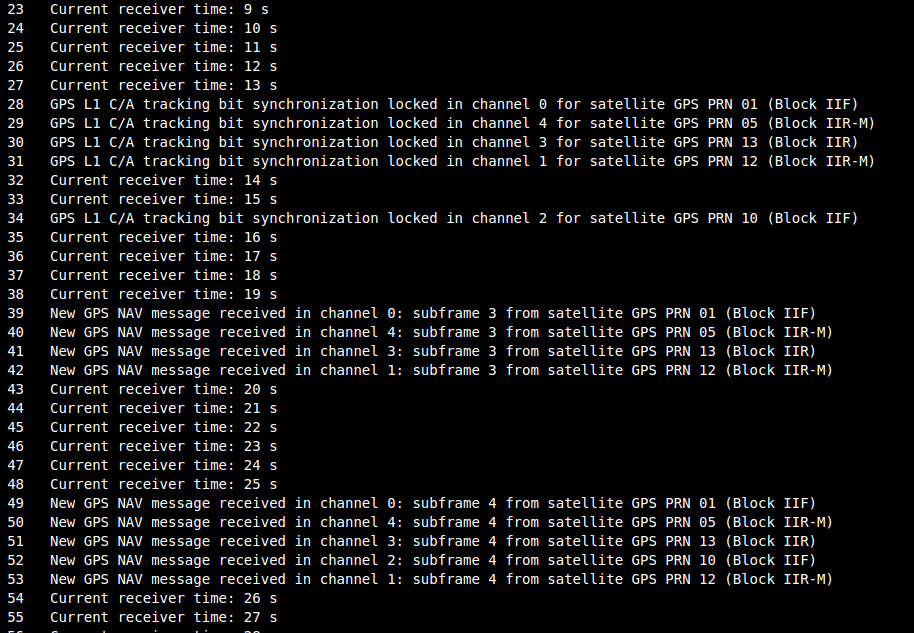 23 Current receiver time: 9 s
24 Current receiver time: 10 s
25 Current receiver time: 11 s
26 Current receiver time: 12 s
27 Current receiver time: 13 s
28 GPS L1 C/A tracking bit synchronization locked in channel 0 for satellite GPS PRN 01 (Block IIF)
29 GPS L1 C/A tracking bit synchronization locked in channel 4 for satellite GPS PRN 05 (Block IIR-M)
30 GPS L1 C/A tracking bit synchronization locked in channel 3 for satellite GPS PRN 13 (Block IIR)
31 GPS L1 C/A tracking bit synchronization locked in channel 1 for satellite GPS PRN 12 (Block IIR-M)
32 Current receiver time: 14 s
33 Current receiver time: 15 s
34 GPS L1 C/A tracking bit synchronization locked in channel 2 for satellite GPS PRN 10 (Block IIF)
35 Current receiver time: 16 s
36 Current receiver time: 17 s
37 Current receiver time: 18 s
38 Current receiver time: 19 s
39 New GPS NAV message received in channel 0: subframe 3 from satellite GPS PRN 01 (Block IIF)
40 New GPS NAV message received in channel 4: subframe 3 from satellite GPS PRN 05 (Block IIR-M)
41 New GPS NAV message received in channel 3: subframe 3 from satellite GPS PRN 13 (Block IIR)
42 New GPS NAV message received in channel 1: subframe 3 from satellite GPS PRN 12 (Block IIR-M)
43 Current receiver time: 20 s
44 Current receiver time: 21 s
45 Current receiver time: 22 s
46 Current receiver time: 23 s
47 Current receiver time: 24 s
48 Current receiver time: 25 s
49 New GPS NAV message received in channel 0: subframe 4 from satellite GPS PRN 01 (Block IIF)
50 New GPS NAV message received in channel 4: subframe 4 from satellite GPS PRN 05 (Block IIR-M)
51 New GPS NAV message received in channel 3: subframe 4 from satellite GPS PRN 13 (Block IIR)
52 New GPS NAV message received in channel 2: subframe 4 from satellite GPS PRN 10 (Block IIF)
53 New GPS NAV message received in channel 1: subframe 4 from satellite GPS PRN 12 (Block IIR-M)
54 Current receiver time: 26 s
55 Current receiver time: 27 s